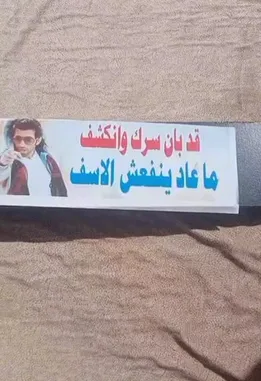 قد بان سرك وانكشف
ما عاد ينفعش الاسف